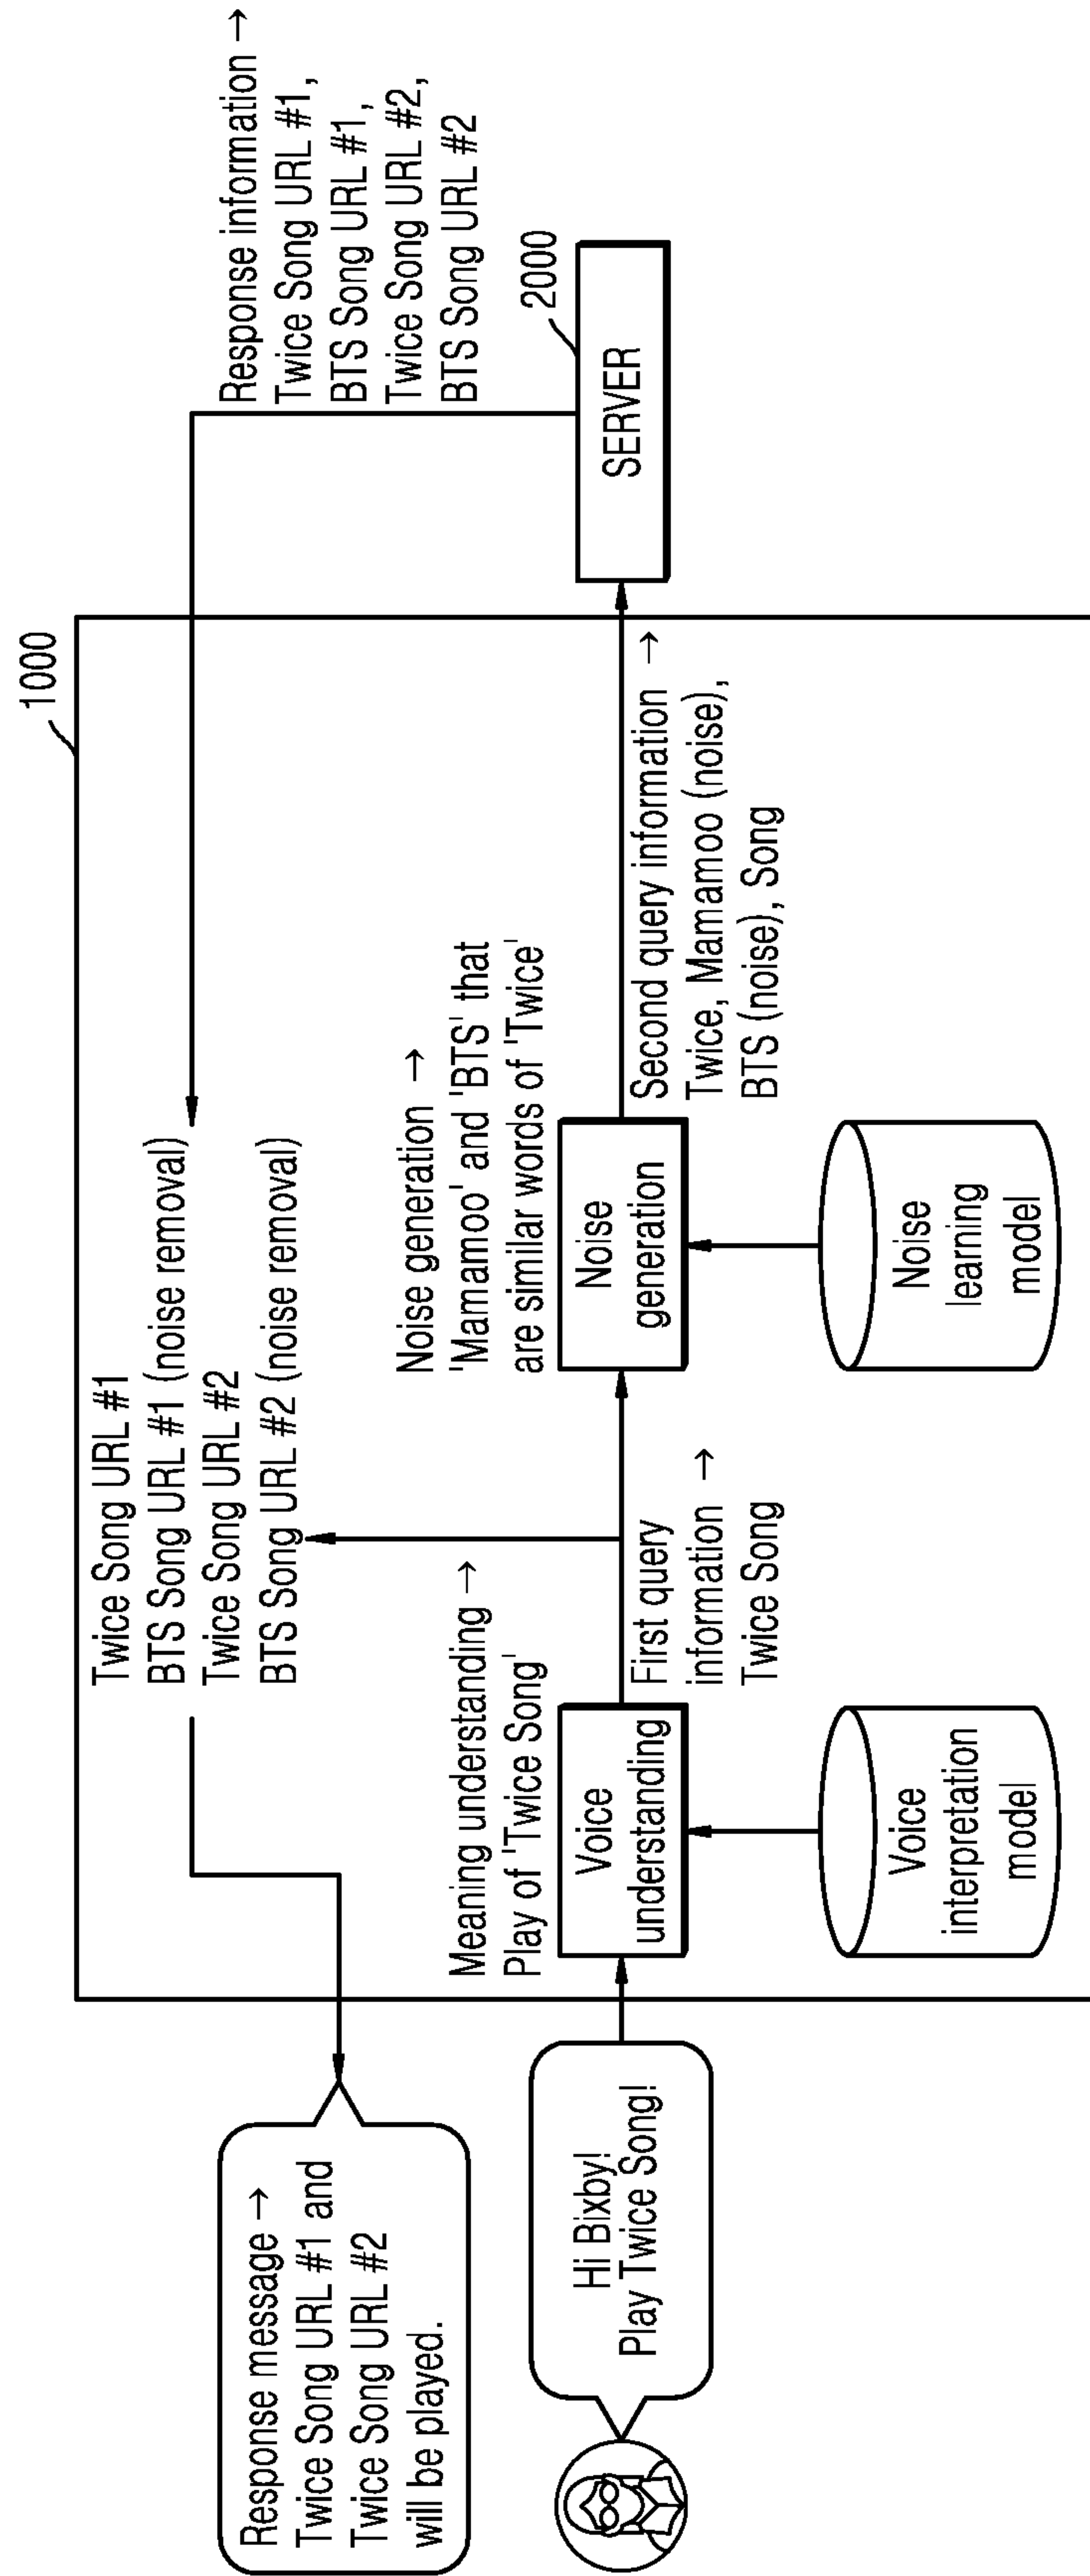 Response message →
Twice Song URL #1 and
Twice Song URL #2
will be played.
Hi Bixby!
Play Twice Song!
1000
Twice Song URL #1
BTS Song URL #1 (noise removal)
Twice Song URL #2
BTS Song URL #2 (noise removal)
Meaning understanding →
Play of 'Twice Song'
Voice
understanding
First query
information →
Twice Song
Voice
interpretation
model
Noise generation →
'Mamamoo' and 'BTS' that
are similar words of 'Twice'
Noise
generation
Second query information →
Twice, Mamamoo (noise),
BTS (noise), Song
Noise
learning
model
Response information →
Twice Song URL #1,
BTS Song URL #1,
Twice Song URL #2,
BTS Song URL #2
2000
SERVER